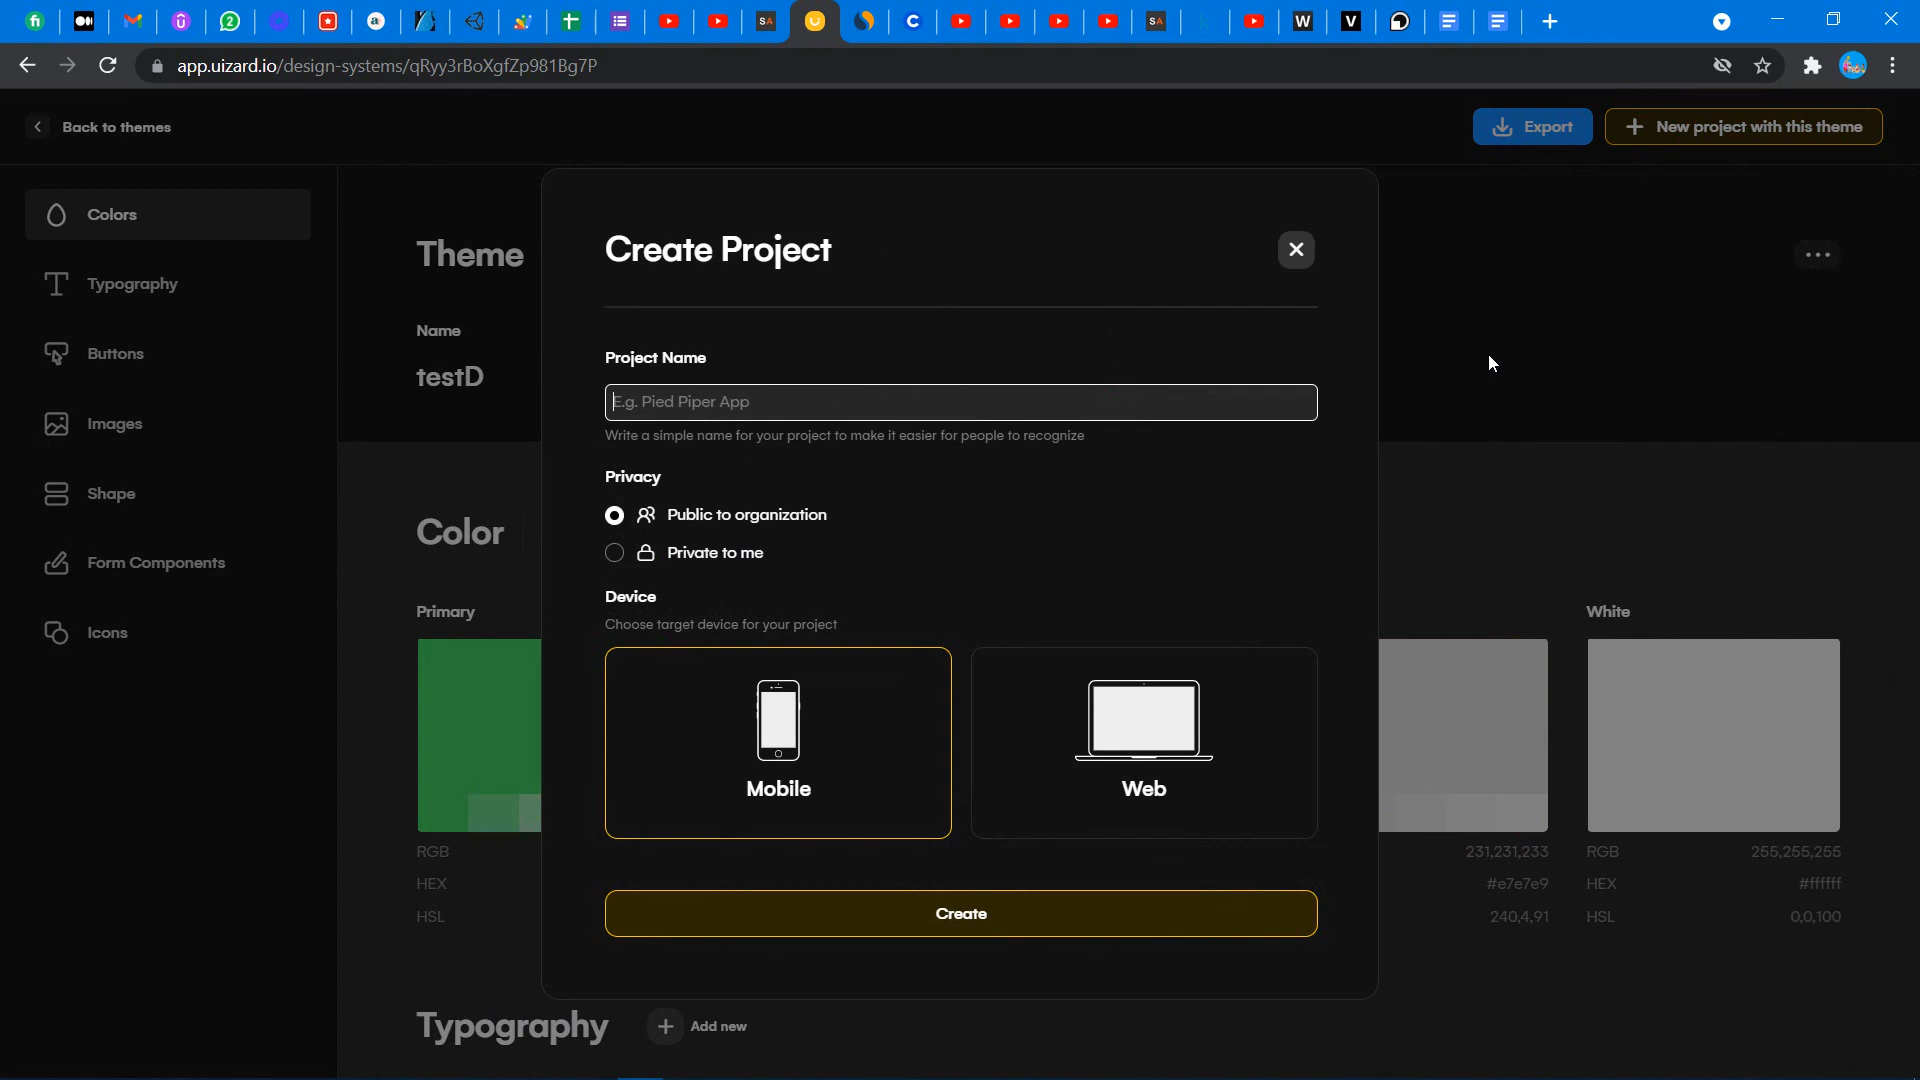 app.uizard.io/design-systems/qRyy3rBoXgfZp981Bg7P
Back to themes
Export
New project with this theme
Colors
Typography
Buttons
Images
Shape
Form Components
Icons
Theme
Name
testD
Color
Primary
RGB
HEX
HSL
Create Project
Project Name
E.g. Pied Piper App
Write a simple name for your project to make it easier for people to recognize
Privacy
Public to organization
Private to me
Device
Choose target device for your project
Mobile
Web
Create
231,231,233
#e7e7e9
240,4,91
White
RGB 255,255,255
HEX #ffffff
HSL 0,0,100
Typography
Add new